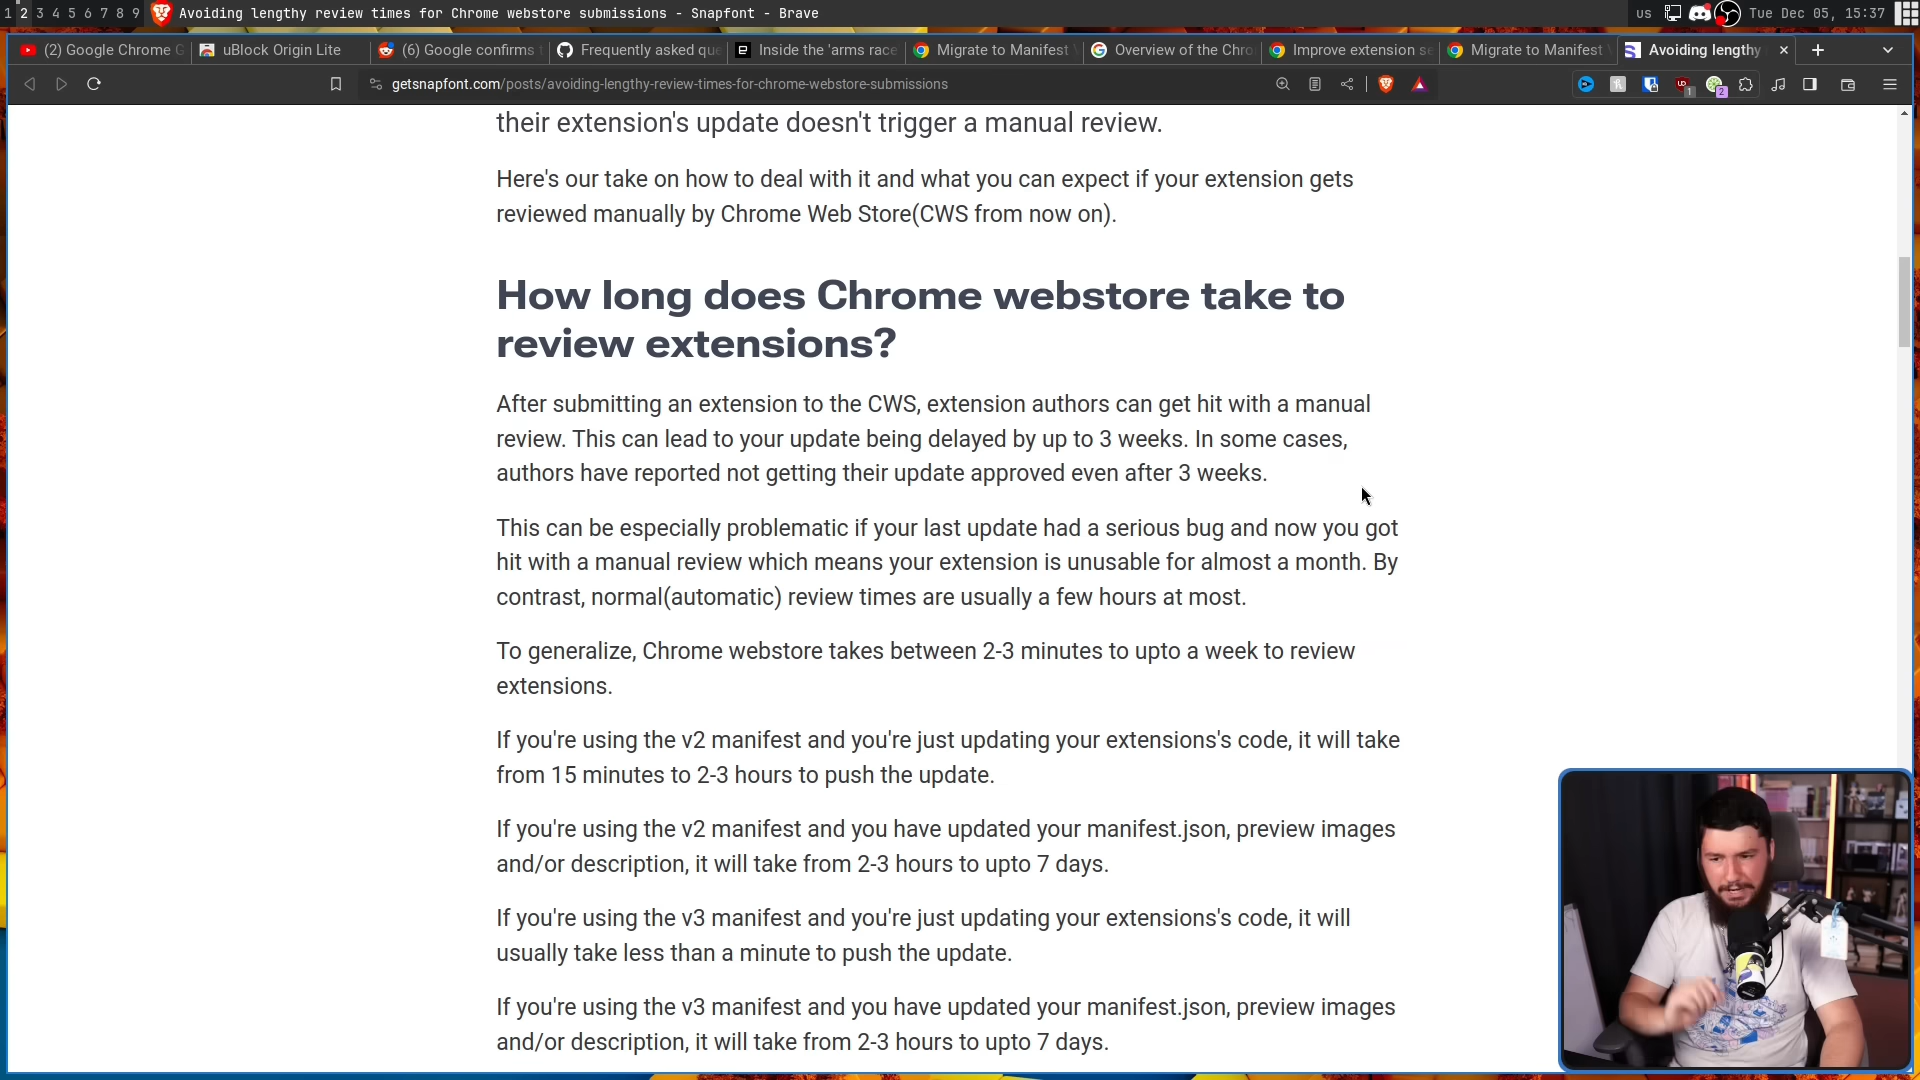 1 2 3 4 5 6 7 8 9 Avoiding lengthy review times for Chrome webstore submissions - Snapfont - Brave us Tue Dec 05, 15:37
(2) Google Chrome G uBlock Origin Lite (6) Google confirms t Frequently asked que Inside the 'arms race Migrate to Manifest V Overview of the Chro Improve extension se Migrate to Manifest V Avoiding lengthy
getsnapfont.com/posts/avoiding-lengthy-review-times-for-chrome-webstore-submissions 1 2
their extension's update doesn't trigger a manual review.
Here's our take on how to deal with it and what you can expect if your extension gets
reviewed manually by Chrome Web Store(CWS from now on).
How long does Chrome webstore take to
review extensions?
After submitting an extension to the CWS, extension authors can get hit with a manual
review. This can lead to your update being delayed by up to 3 weeks. In some cases,
authors have reported not getting their update approved even after 3 weeks.
This can be especially problematic if your last update had a serious bug and now you got
hit with a manual review which means your extension is unusable for almost a month. By
contrast, normal(automatic) review times are usually a few hours at most.
To generalize, Chrome webstore takes between 2-3 minutes to upto a week to review
extensions.
If you're using the v2 manifest and you're just updating your extensions's code, it will take
from 15 minutes to 2-3 hours to push the update.
If you're using the v2 manifest and you have updated your manifest.json, preview images
and/or description, it will take from 2-3 hours to upto 7 days.
If you're using the v3 manifest and you're just updating your extensions's code, it will
usually take less than a minute to push the update.
If you're using the v3 manifest and you have updated your manifest.json, preview images
and/or description, it will take from 2-3 hours to upto 7 days.